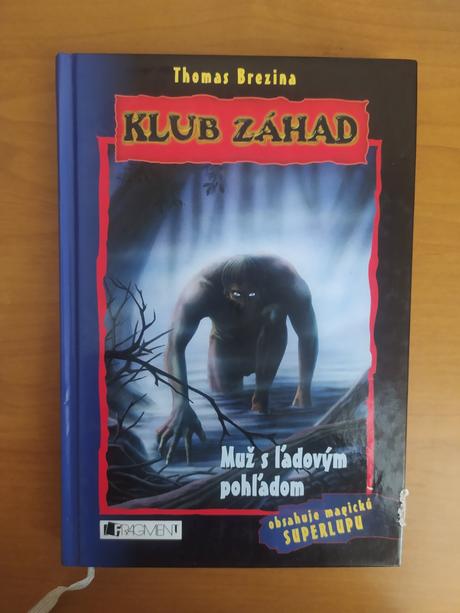 Thomas Brezina
KLUB ZÁHAD
Muž s ľadovým
pohľadom
obsahuje magickú
SUPERLUPU
FRAGMENT